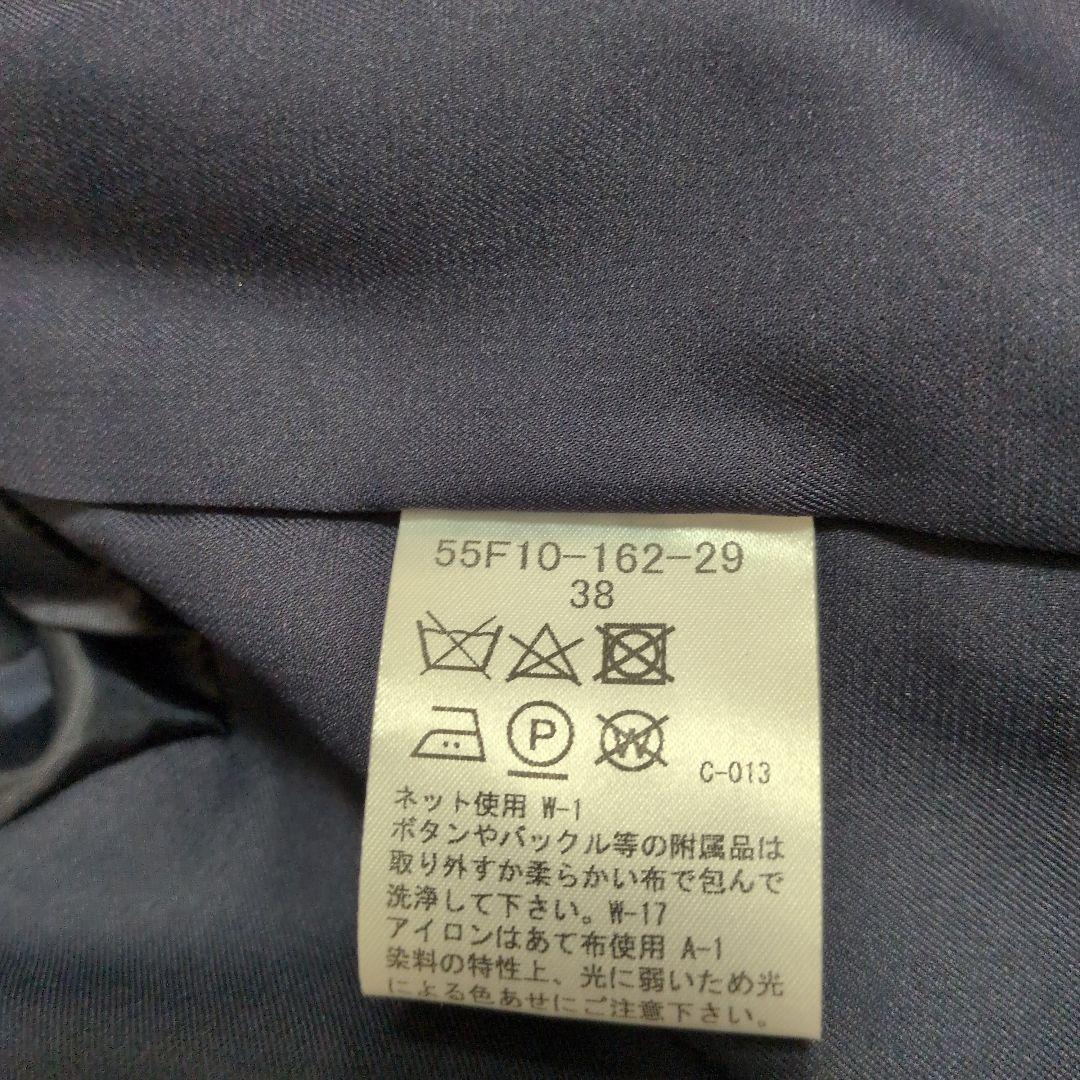 55F10-162-29
38
P
W
C-013
ネット使用 W-1
ボタンやバックル等の附属品は
取り外すか柔らかい布で包んで
洗浄して下さい。W-17
アイロンはあて布使用 A-1
染料の特性上、光に弱いため光
による色あせにご注意下さい。